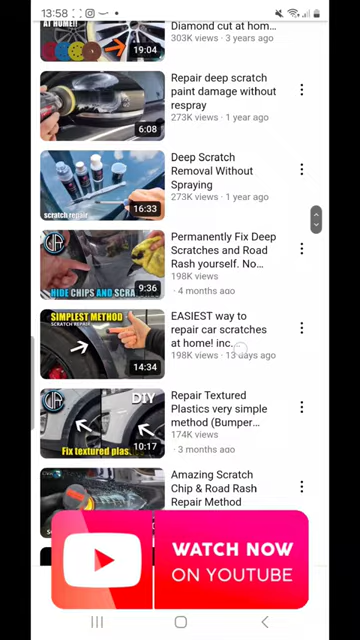 13:58
AT HOME!!
19:04
Diamond cut at hom...
303K views · 3 years ago
Repair deep scratch
paint damage without
respray
273K views · 1 year ago
6:08
Deep Scratch
Removal Without
Spraying
273K views · 1 year ago
scratch repair
16:33
Permanently Fix Deep
Scratches and Road
Rash yourself. No...
198K views
· 4 months ago
HIDE CHIPS AND SCRA
9:36
SIMPLEST METHOD
SCRATCH REPAIR
14:34
EASIEST way to
repair car scratches
at home! inc...
198K views · 13 days ago
DIY
Fix textured plas.
10:17
Repair Textured
Plastics very simple
method (Bumper...
174K views
· 3 months ago
Amazing Scratch
Chip & Road Rash
Repair Method
WATCH NOW
ON YOUTUBE